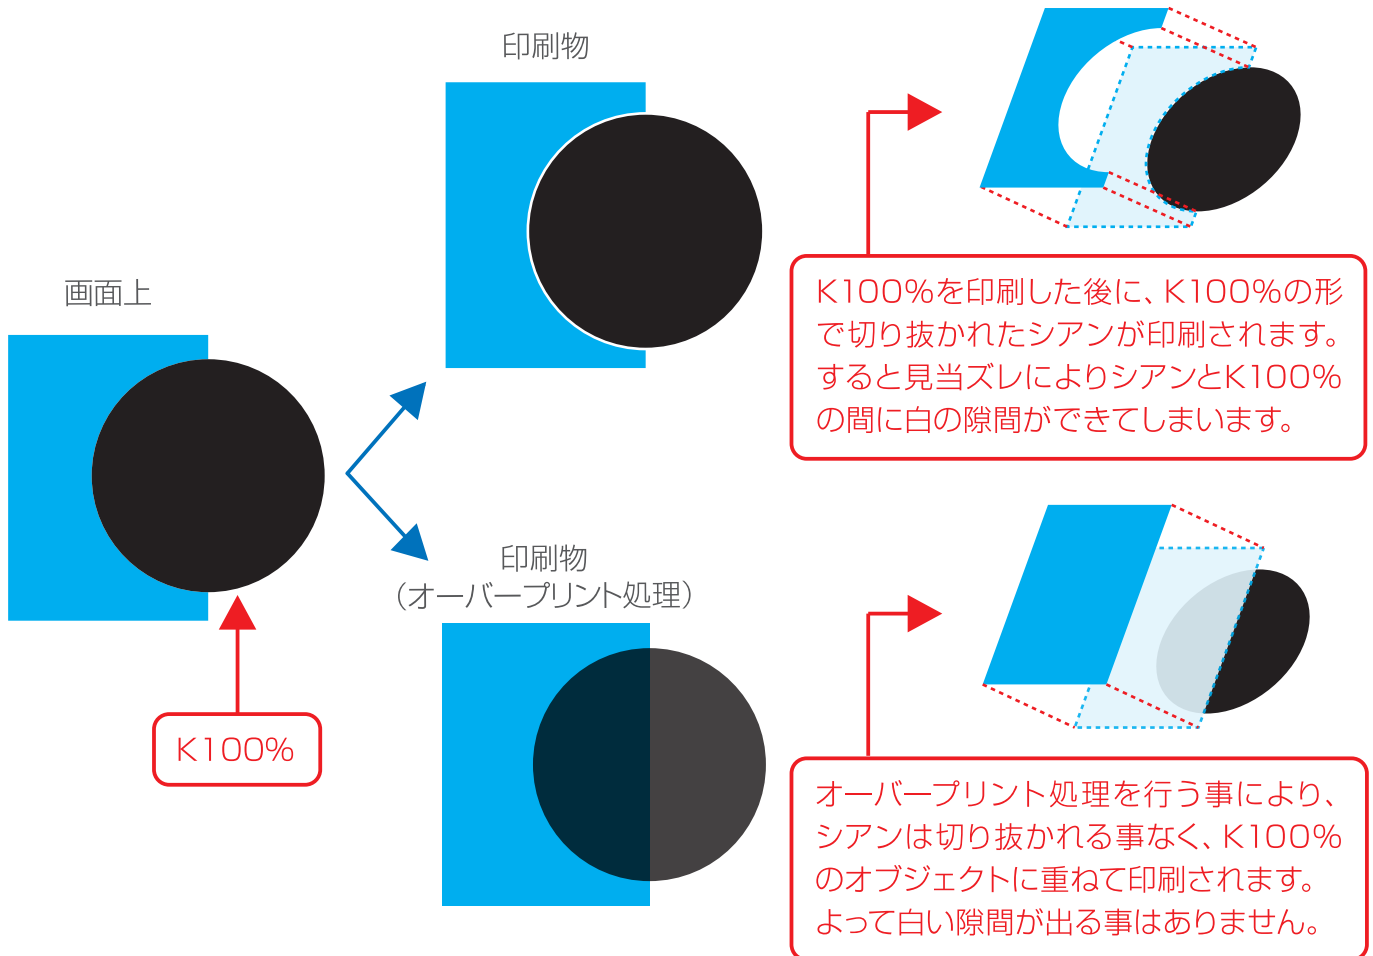 印刷物
K100%を印刷した後に、K100%の形
で切り抜かれたシアンが印刷されます。
すると見当ズレによりシアンとK100%
の間に白の隙間ができてしまいます。
画面上
K100%
印刷物
（オーバープリント処理）
オーバープリント処理を行う事により、
シアンは切り抜かれる事なく、K100%
のオブジェクトに重ねて印刷されます。
よって白い隙間が出る事はありません。